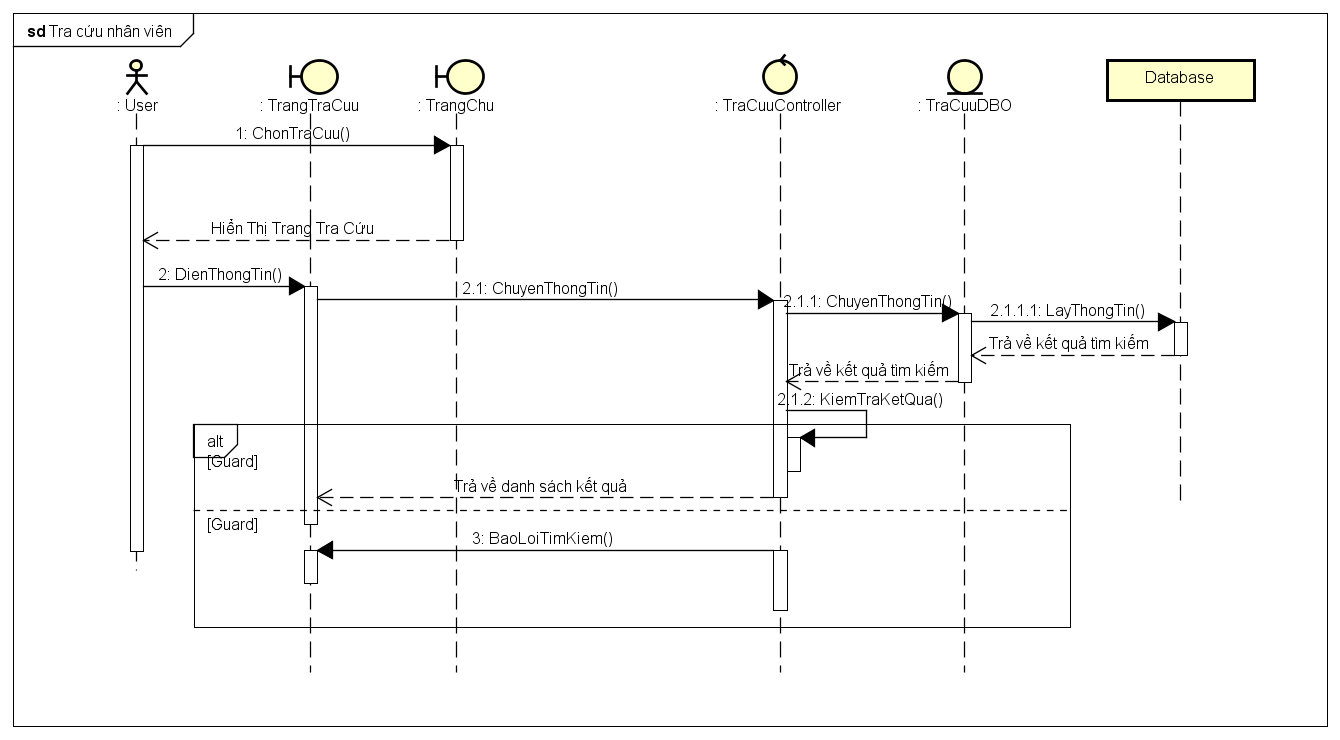 sd Tra cứu nhân viên
: User
: TrangTraCuu
: TrangChu
: TraCuuController
: TraCuuDBO
Database
1: ChonTraCuu()
Hiển Thị Trang Tra Cứu
2: DienThongTin()
2.1: ChuyenThongTin()
2.1.1: ChuyenThongTin()
2.1.1.1: LayThongTin()
Trả về kết quả tìm kiếm
Trả về kết quả tìm kiếm
2.1.2: KiemTraKetQua()
alt
[Guard]
Trả về danh sách kết quả
[Guard]
3: BaoLoiTimKiem()